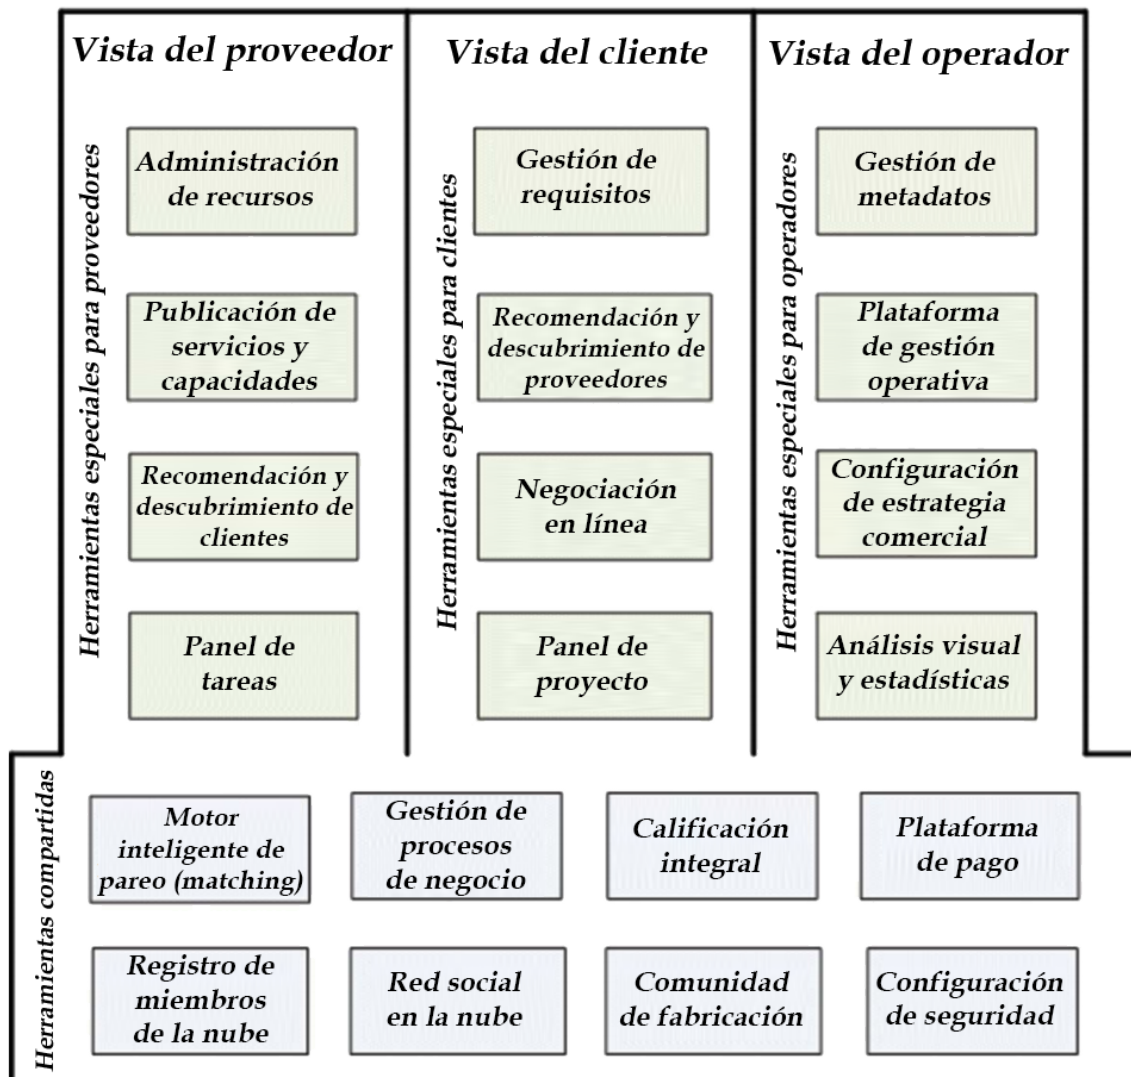 Vista del proveedor
Herramientas especiales para proveedores
Administración
de recursos
Publicación de
servicios y
capacidades
Recomendación y
descubrimiento de
clientes
Panel de
tareas
Vista del cliente
Herramientas especiales para clientes
Gestión de
requisitos
Recomendación y
descubrimiento de
proveedores
Negociación
en línea
Panel de
proyecto
Vista del operador
Herramientas especiales para operadores
Gestión de
metadatos
Plataforma
de gestión
operativa
Configuración
de estrategia
comercial
Análisis visual
y estadísticas
Herramientas compartidas
Motor
inteligente de
pareo (matching)
Gestión de
procesos
de negocio
Calificación
integral
Plataforma
de pago
Registro de
miembros
de la nube
Red social
en la nube
Comunidad
de fabricación
Configuración
de seguridad